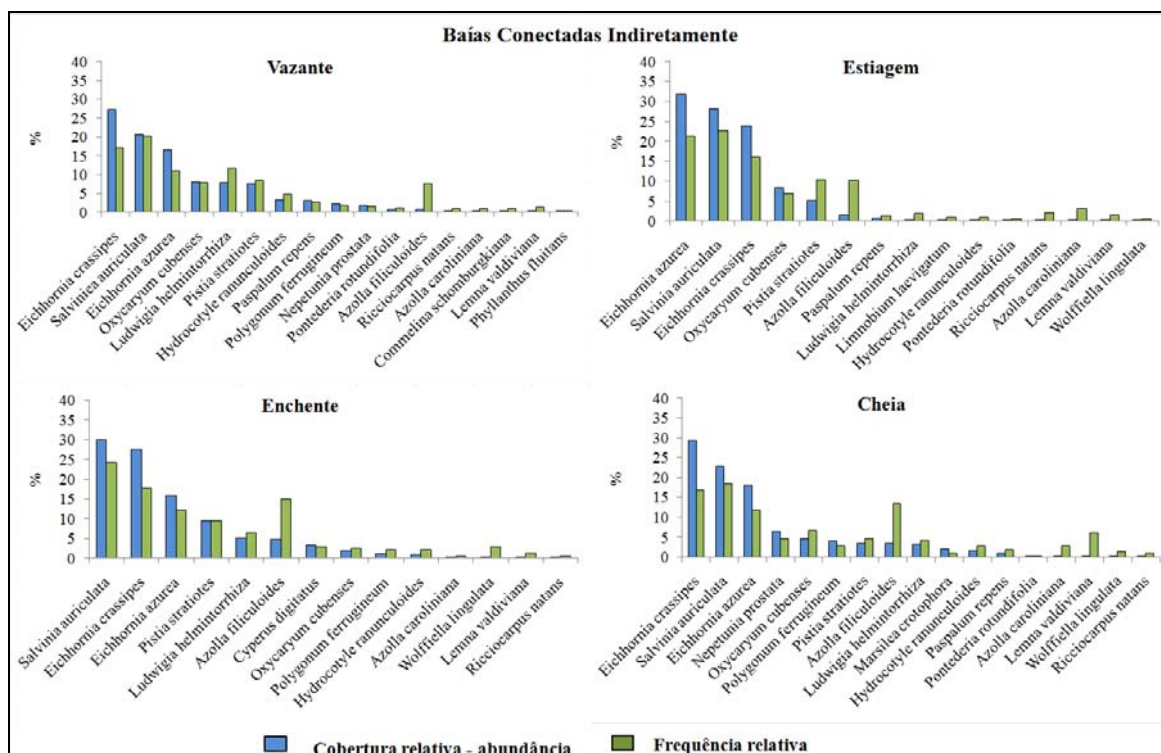 Baías Conectadas Indiretamente
Vazante
%
40
35
30
25
20
15
10
5
0
Eichhornia crassipes
Salvinica auriculata
Eichhornia azurea
Oxycaryum cubenses
Ludwigia helmintorrhiza
Pistia stratiotes
Hydrocotyle ranunculoides
Paspalum repens
Polygonum ferrugineum
Neptunia prostata
Pontederia rotundifolia
Azolla filiculoides
Ricciocarpus natans
Azolla caroliniana
Commelina schomburgkiana
Lemna valdiviana
Phyllanthus fluitans
Estiagem
%
40
35
30
25
20
15
10
5
0
Eichhornia azurea
Salvinia auriculata
Eichhornia crassipes
Oxycaryum cubenses
Pistia stratiotes
Azolla filiculoides
Paspalum repens
Ludwigia helmintorrhiza
Limnobium laevigatum
Hydrocotyle ranunculoides
Pontederia rotundifolia
Ricciocarpus natans
Azolla caroliniana
Lemna valdiviana
Wolffiella lingulata
Enchente
%
40
35
30
25
20
15
10
5
0
Salvinia auriculata
Eichhornia crassipes
Eichhornia azurea
Pistia stratiotes
Ludwigia helmintorrhiza
Azolla filiculoides
Cyperus digitatus
Oxycaryum cubenses
Polygonum ferrugineum
Hydrocotyle ranunculoides
Azolla caroliniana
Wolffiella lingulata
Lemna valdiviana
Ricciocarpus natans
Cheia
%
40
35
30
25
20
15
10
5
0
Eichhornia crassipes
Salvinia auriculata
Eichhornia azurea
Neptunia prostata
Oxycaryum cubenses
Polygonum ferrugineum
Pistia stratiotes
Azolla filiculoides
Ludwigia helmintorrhiza
Marsilea crotophora
Hydrocotyle ranunculoides
Paspalum repens
Pontederia rotundifolia
Azolla caroliniana
Lemna valdiviana
Wolffiella lingulata
Ricciocarpus natans
Cobertura relativa - abundância
Frequência relativa